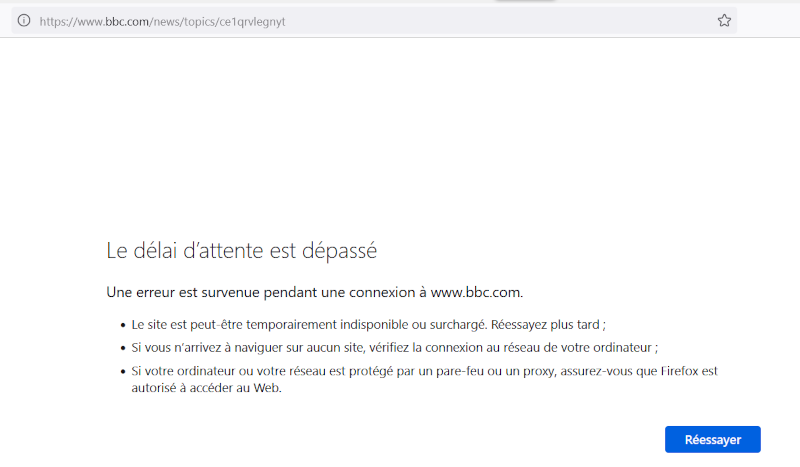 https://www.bbc.com/news/topics/ce1qrvlegnyt
Le délai d’attente est dépassé
Une erreur est survenue pendant une connexion à www.bbc.com.
• Le site est peut-être temporairement indisponible ou surchargé. Réessayez plus tard ;
• Si vous n’arrivez à naviguer sur aucun site, vérifiez la connexion au réseau de votre ordinateur ;
• Si votre ordinateur ou votre réseau est protégé par un pare-feu ou un proxy, assurez-vous que Firefox est
autorisé à accéder au Web.
Réessayer